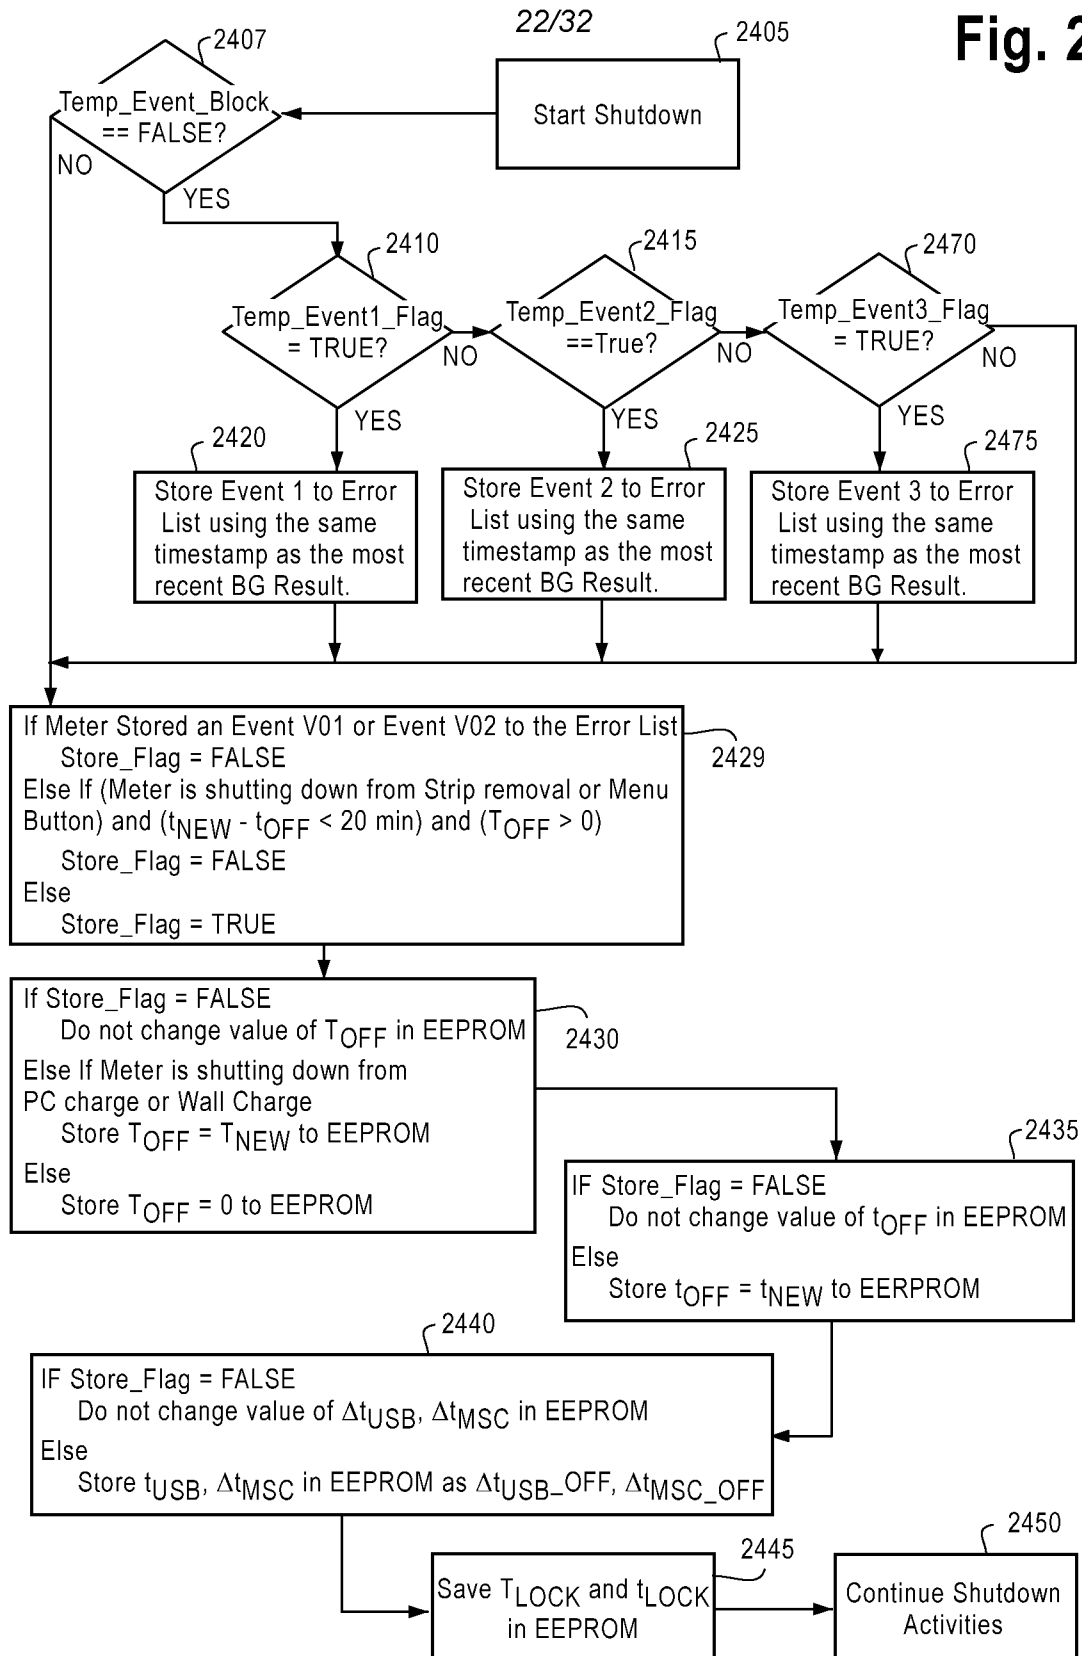 22/32
Fig. 2
2407
2405
Temp_Event_Block
== FALSE?
Start Shutdown
NO
YES
2410
2415
2470
Temp_Event1_Flag
= TRUE?
NO
YES
Temp_Event2_Flag
==True?
NO
YES
Temp_Event3_Flag
= TRUE?
NO
YES
2420
Store Event 1 to Error
List using the same
timestamp as the most
recent BG Result.
2425
Store Event 2 to Error
List using the same
timestamp as the most
recent BG Result.
2475
Store Event 3 to Error
List using the same
timestamp as the most
recent BG Result.
If Meter Stored an Event V01 or Event V02 to the Error List
Store_Flag = FALSE
Else If (Meter is shutting down from Strip removal or Menu
Button) and (tNEW - tOFF < 20 min) and (TOFF > 0)
Store_Flag = FALSE
Else
Store_Flag = TRUE
2429
If Store_Flag = FALSE
Do not change value of TOFF in EEPROM
Else If Meter is shutting down from
PC charge or Wall Charge
Store TOFF = TNEW to EEPROM
Else
Store TOFF = 0 to EEPROM
2430
2435
IF Store_Flag = FALSE
Do not change value of tOFF in EEPROM
Else
Store tOFF = tNEW to EERPROM
2440
IF Store_Flag = FALSE
Do not change value of ΔtUSB, ΔtMSC in EEPROM
Else
Store tUSB, ΔtMSC in EEPROM as ΔtUSB_OFF, ΔtMSC_OFF
2445
Save TLOCK and tLOCK
in EEPROM
2450
Continue Shutdown
Activities